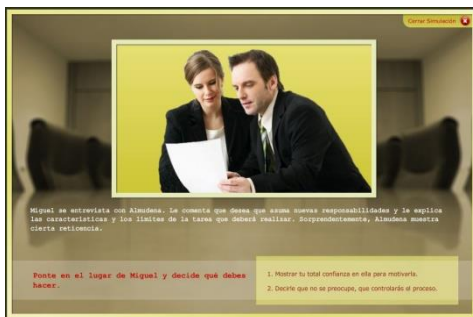 Cerrar Simulación
Miguel se entrevista con Almudena. Le comenta que desea que asuma nuevas responsabilidades y le explica
las características y los límites de la tarea que deberá realizar. Sorprendentemente, Almudena muestra
cierta reticencia.
Ponte en el lugar de Miguel y decide qué debes
hacer.
1. Mostrar tu total confianza en ella para motivarla.
2. Decirle que no se preocupe, que controlarás el proceso.